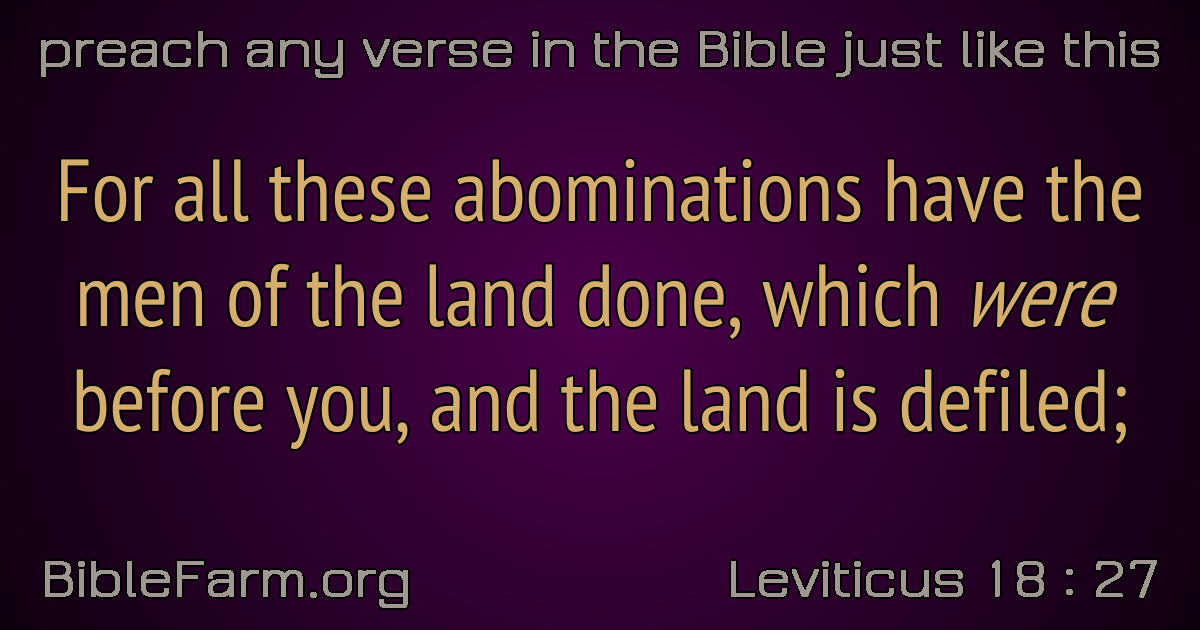 preach any verse in the Bible just like this
For all these abominations have the
men of the land done, which were
before you, and the land is defiled;
BibleFarm.org
Leviticus 18 : 27